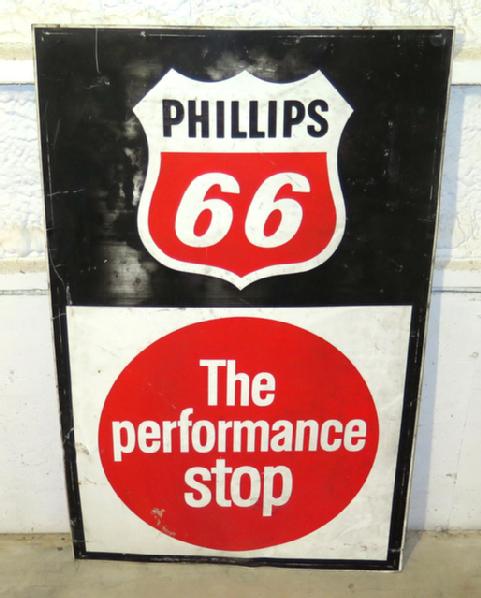 PHILLIPS
66
The
performance
stop